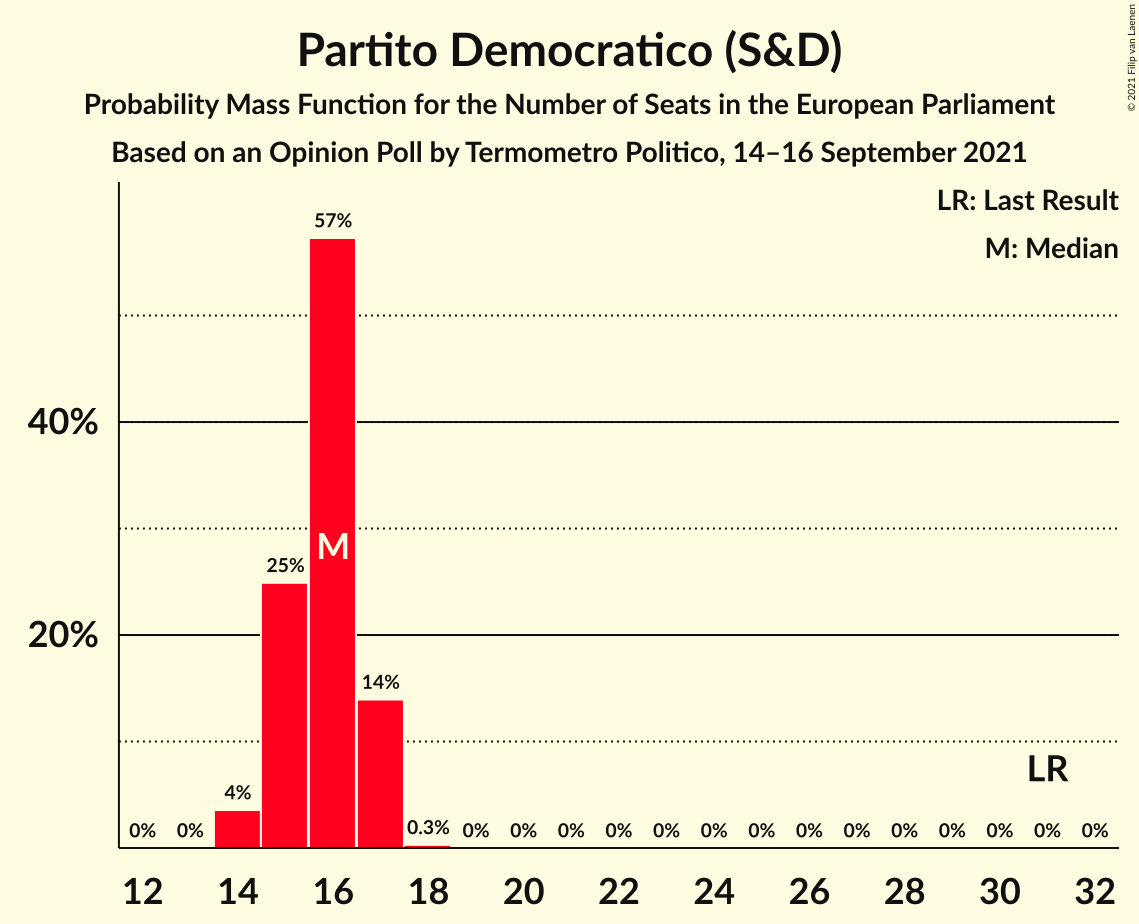 Partito Democratico (S&D)
Probability Mass Function for the Number of Seats in the European Parliament
Based on an Opinion Poll by Termometro Politico, 14–16 September 2021
© 2021 Filip van Laenen
LR: Last Result
M: Median
57%
40%
M
25%
20%
14%
LR
4%
0% 0% 0.3% 0% 0% 0% 0% 0% 0% 0% 0% 0% 0% 0% 0% 0% 0%
12 14 16 18 20 22 24 26 28 30 32